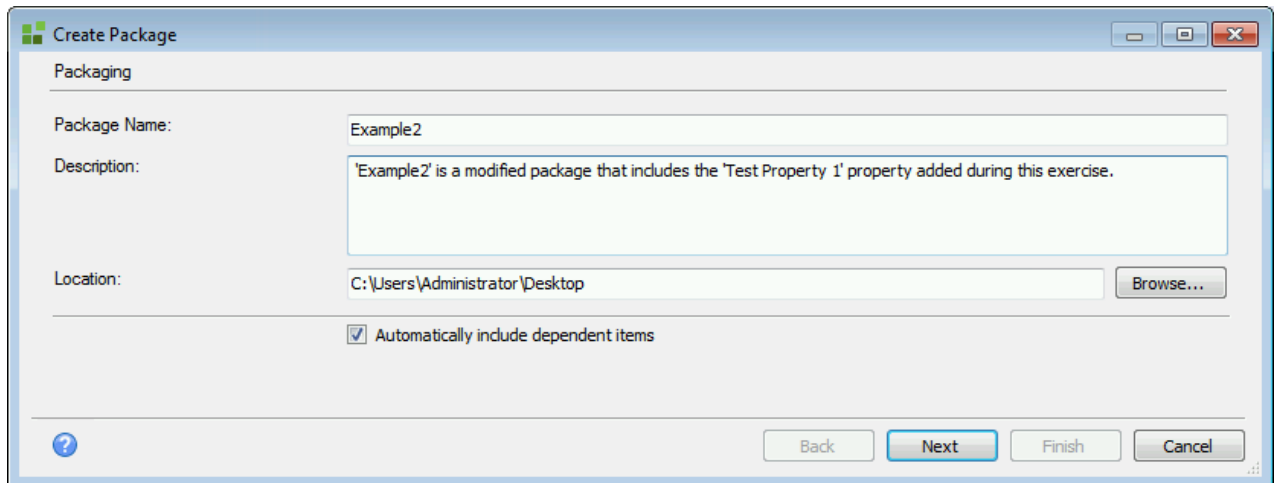 Create Package
Packaging
Package Name:
Example2
Description:
'Example2' is a modified package that includes the 'Test Property 1' property added during this exercise.
Location:
C:\Users\Administrator\Desktop
Browse...
Automatically include dependent items
?
Back
Next
Finish
Cancel